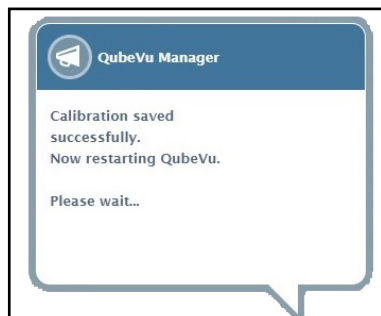 QubeVu Manager
Calibration saved
successfully.
Now restarting QubeVu.
Please wait...